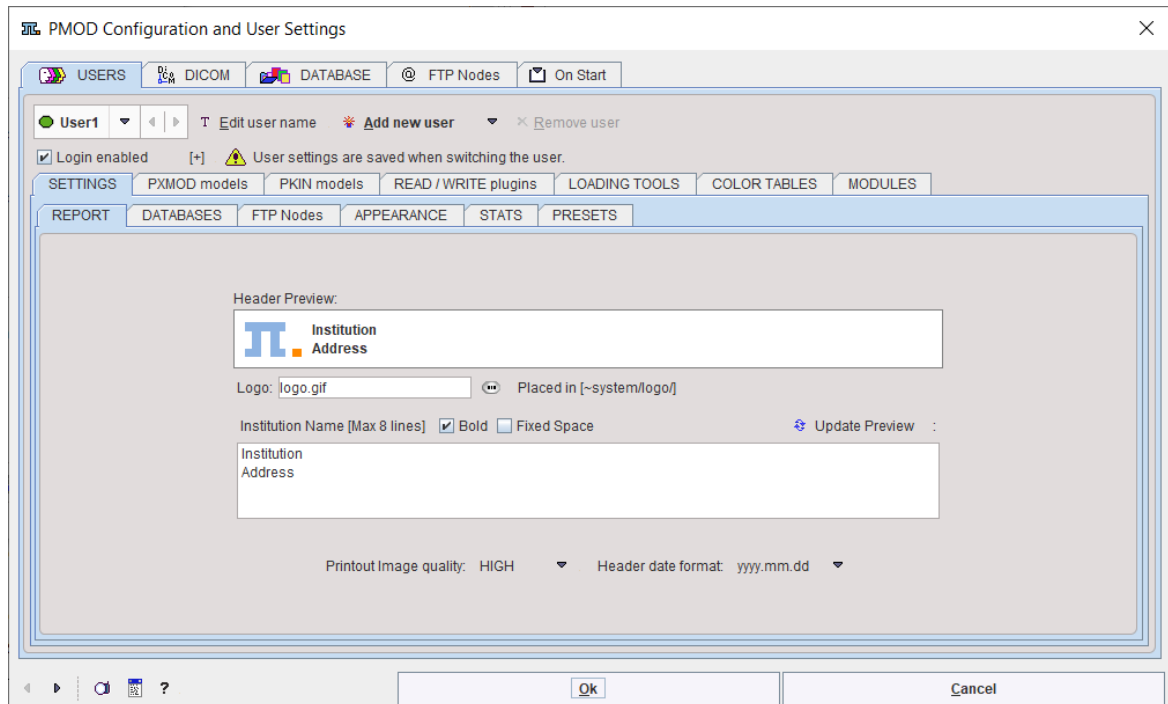 PMOD Configuration and User Settings
USERS DICOM DATABASE @ FTP Nodes On Start
User1 T Edit user name Add new user Remove user
Login enabled [+] User settings are saved when switching the user.
SETTINGS PXMOD models PKIN models READ / WRITE plugins LOADING TOOLS COLOR TABLES MODULES
REPORT DATABASES FTP Nodes APPEARANCE STATS PRESETS
Header Preview:
Institution
Address
Logo: logo.gif Placed in [~system/logo/]
Institution Name [Max 8 lines] Bold Fixed Space Update Preview :
Institution
Address
Printout Image quality: HIGH Header date format: yyyy.mm.dd
? Ok Cancel